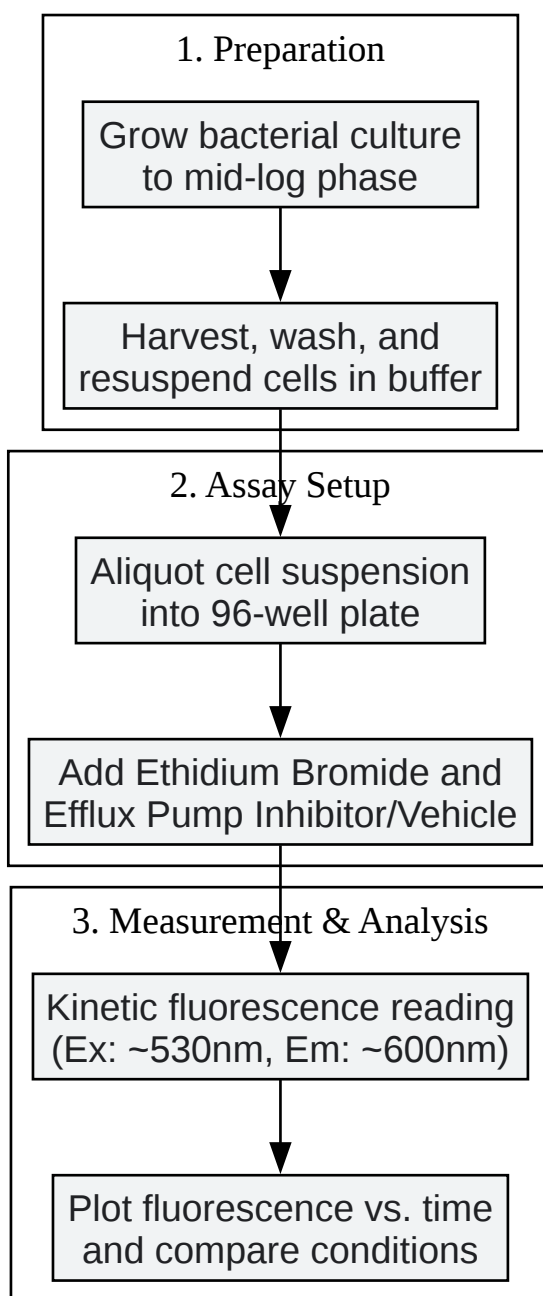 1. Preparation
Grow bacterial culture
to mid-log phase
Harvest, wash, and
resuspend cells in buffer
2. Assay Setup
Aliquot cell suspension
into 96-well plate
Add Ethidium Bromide and
Efflux Pump Inhibitor/Vehicle
3. Measurement & Analysis
Kinetic fluorescence reading
(Ex: ~530nm, Em: ~600nm)
Plot fluorescence vs. time
and compare conditions